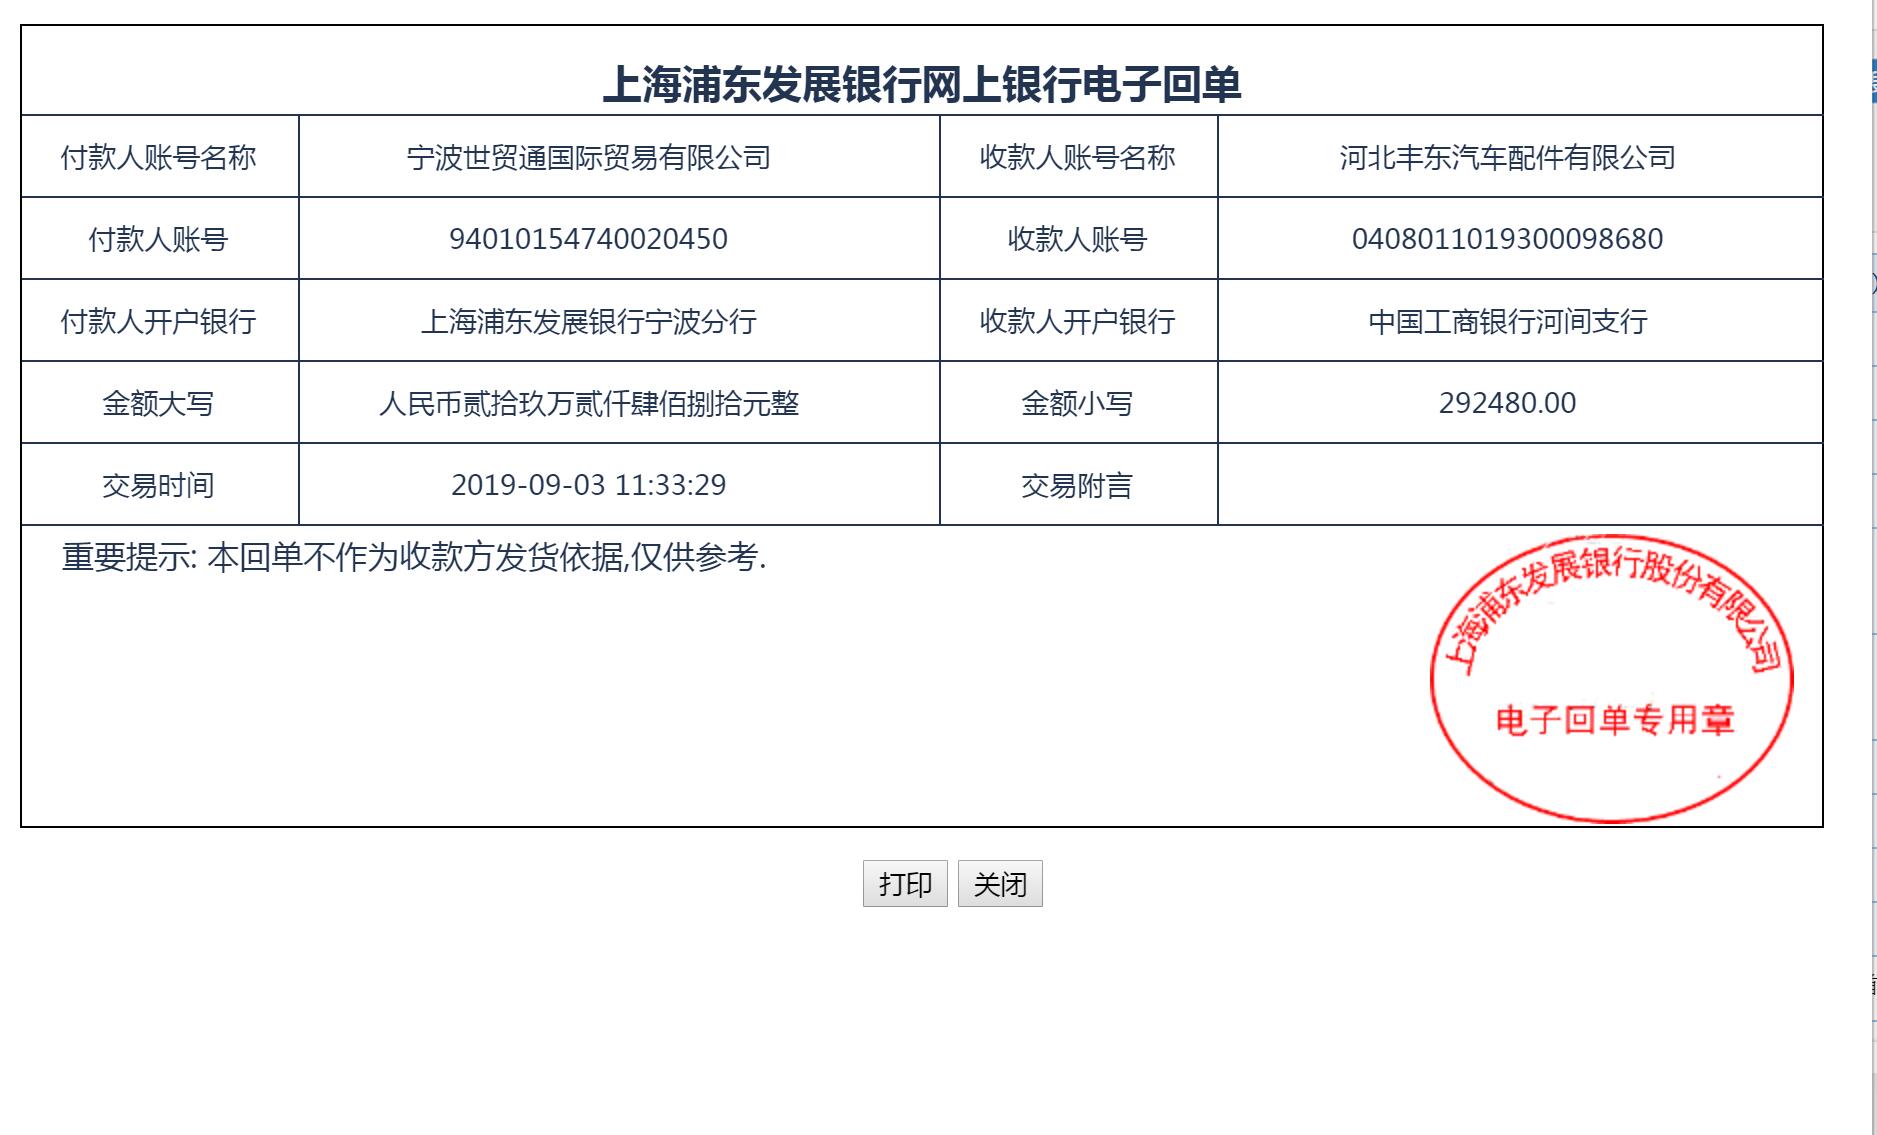 上海浦东发展银行网上银行电子回单
付款人账号名称 宁波世贸通国际贸易有限公司 收款人账号名称 河北丰东汽车配件有限公司
付款人账号 94010154740020450 收款人账号 0408011019300098680
付款人开户银行 上海浦东发展银行宁波分行 收款人开户银行 中国工商银行河间支行
金额大写 人民币贰拾玖万贰仟肆佰捌拾元整 金额小写 292480.00
交易时间 2019-09-03 11:33:29 交易附言
重要提示: 本回单不作为收款方发货依据,仅供参考.
上海浦东发展银行股份有限公司
电子回单专用章
打印 关闭